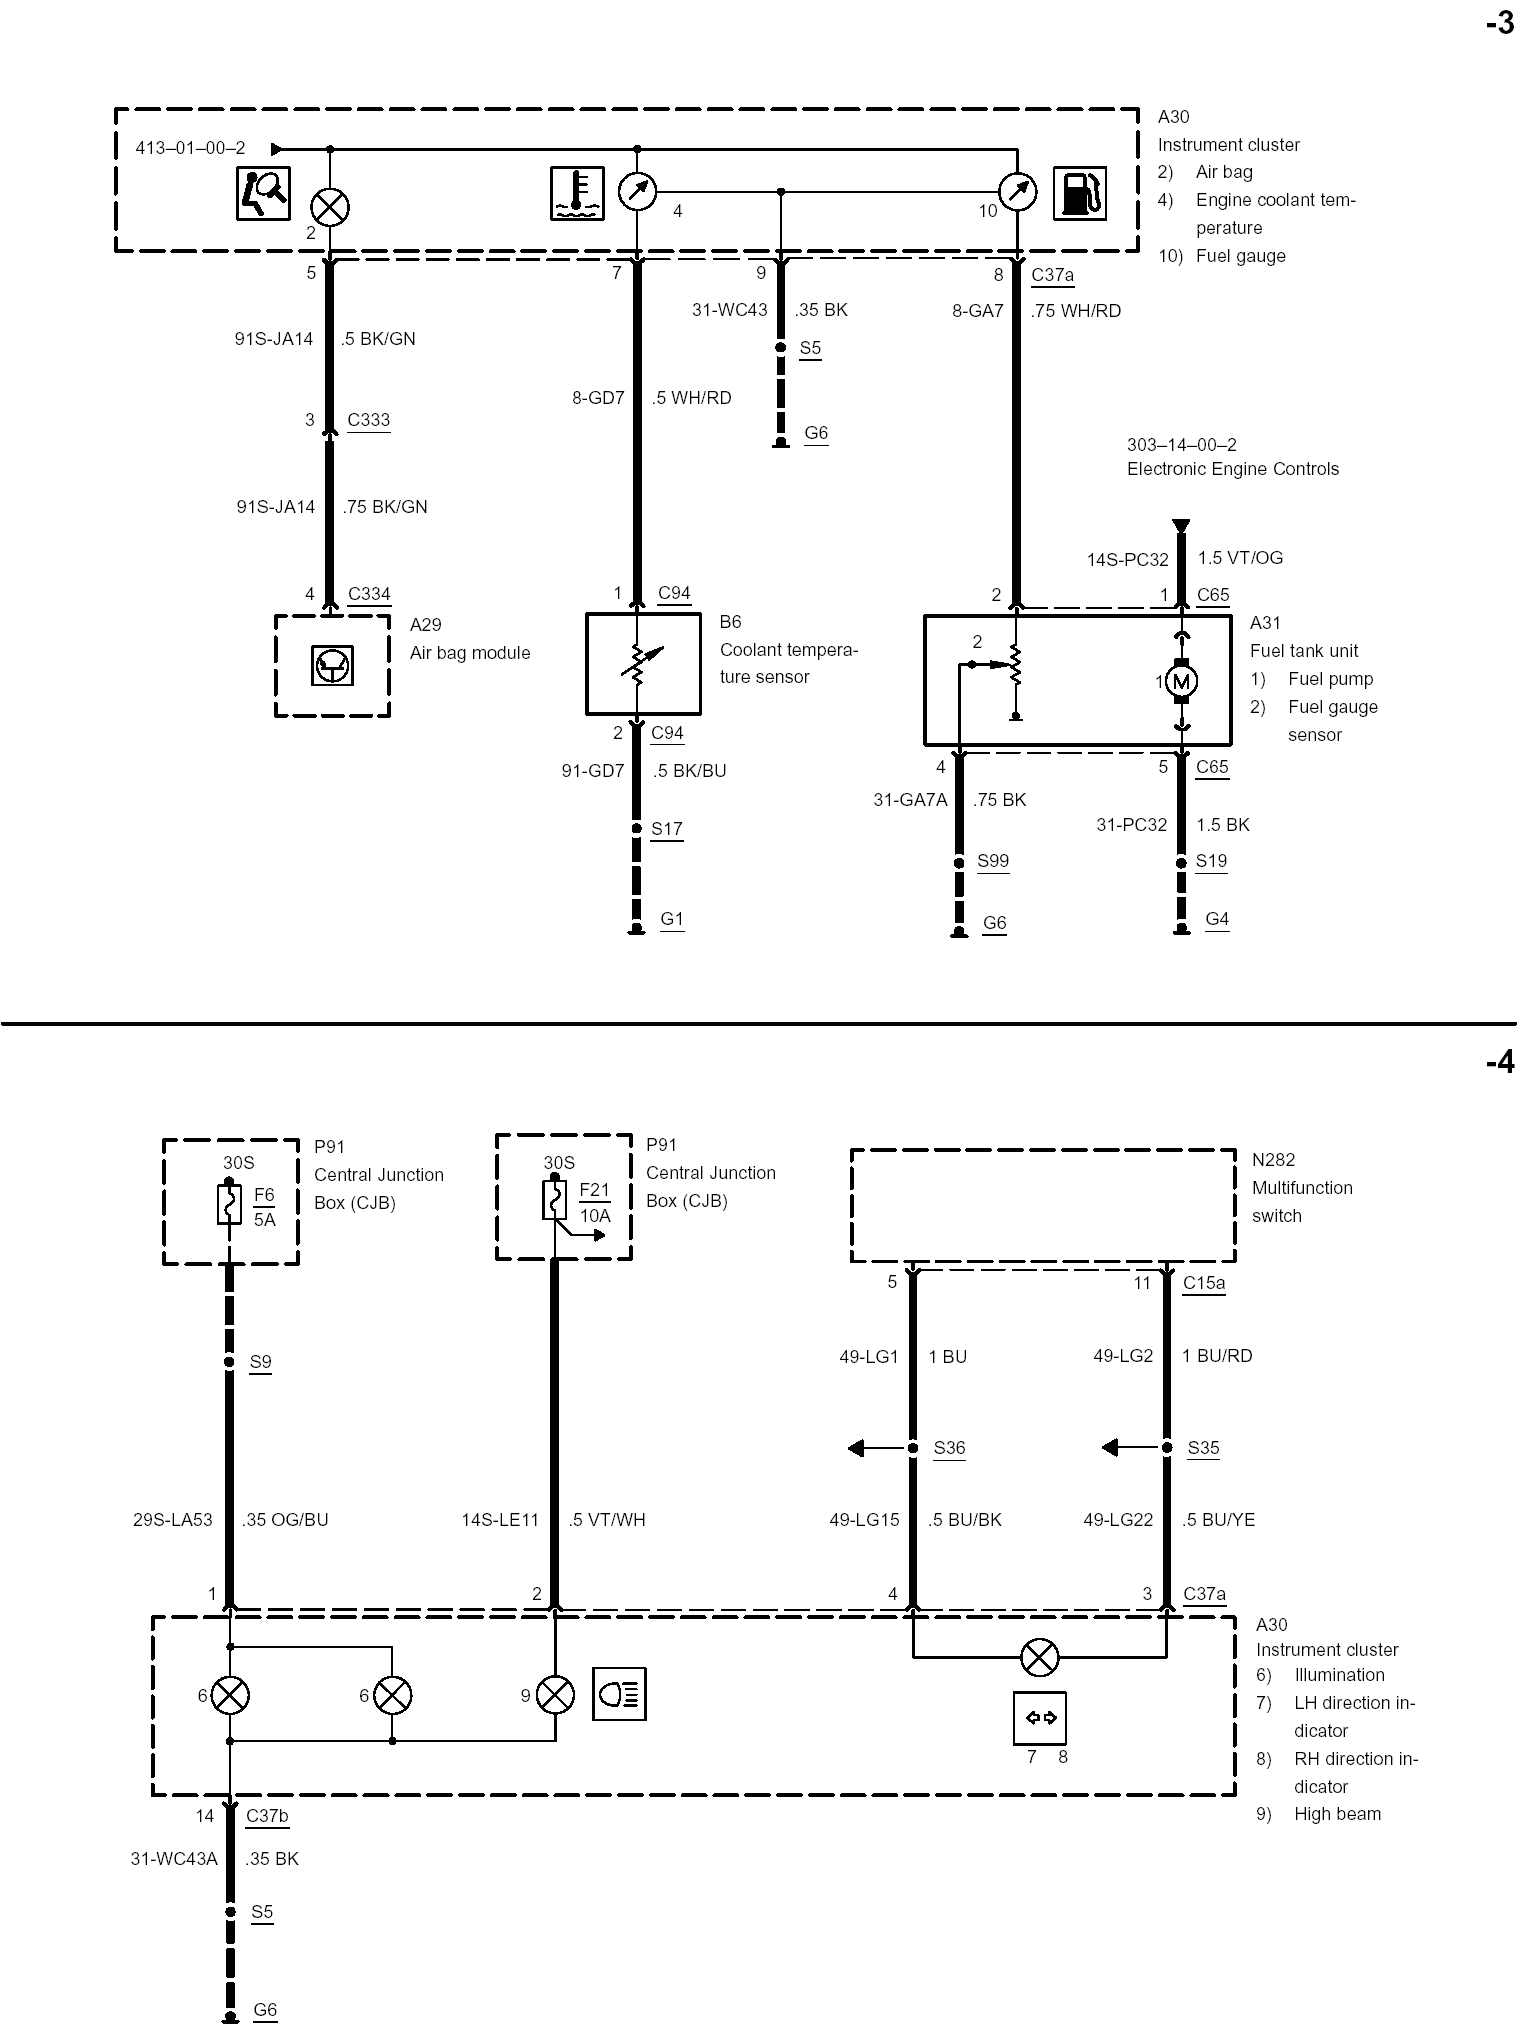 -3
A30
413–01–00–2
Instrument cluster
2) Air bag
4) Engine coolant tem-
perature
10) Fuel gauge
4
10
2
5
7
9
8
C37a
31-WC43 .35 BK
8-GA7 .75 WH/RD
91S-JA14 .5 BK/GN
S5
8-GD7 .5 WH/RD
3
C333
G6
303–14–00–2
Electronic Engine Controls
91S-JA14 .75 BK/GN
14S-PC32 1.5 VT/OG
4
C334
1
C94
2
1
C65
A29
Air bag module
B6
Coolant tempera-
ture sensor
2
1
M
A31
Fuel tank unit
1) Fuel pump
2) Fuel gauge
sensor
2
C94
4
5
C65
91-GD7 .5 BK/BU
31-GA7A .75 BK
31-PC32 1.5 BK
S17
S99
S19
G1
G6
G4
-4
P91
Central Junction
Box (CJB)
30S
F6
5A
P91
Central Junction
Box (CJB)
30S
F21
10A
N282
Multifunction
switch
5
11
C15a
S9
49-LG1 1 BU
49-LG2 1 BU/RD
S36
S35
29S-LA53 .35 OG/BU
14S-LE11 .5 VT/WH
49-LG15 .5 BU/BK
49-LG22 .5 BU/YE
1
2
4
3
C37a
A30
Instrument cluster
6) Illumination
7) LH direction in-
dicator
8) RH direction in-
dicator
9) High beam
6
6
9
7 8
14
C37b
31-WC43A .35 BK
S5
G6